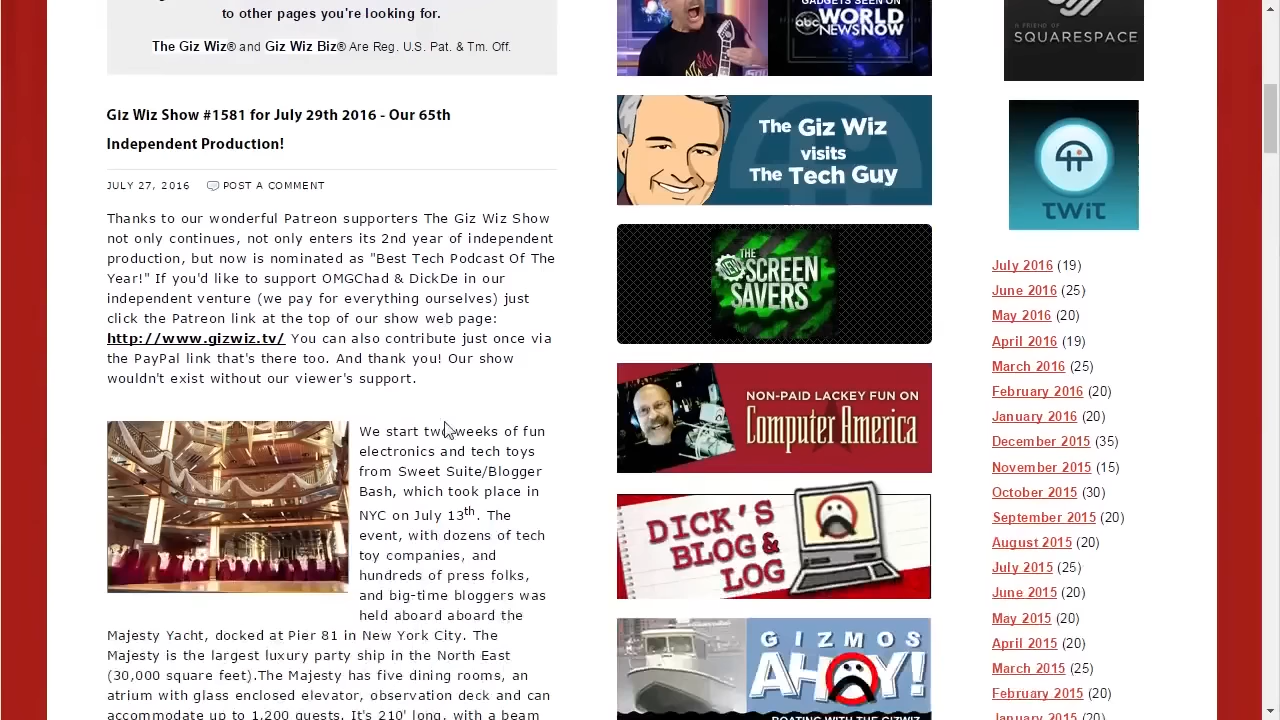 to other pages you're looking for.
The Giz Wiz® and Giz Wiz Biz® are Reg. U.S. Pat. & Tm. Off.
Giz Wiz Show #1581 for July 29th 2016 - Our 65th
Independent Production!
JULY 27, 2016 POST A COMMENT
Thanks to our wonderful Patreon supporters The Giz Wiz Show
not only continues, not only enters its 2nd year of independent
production, but now is nominated as "Best Tech Podcast Of The
Year!" If you'd like to support OMGChad & DickDe in our
independent venture (we pay for everything ourselves) just
click the Patreon link at the top of our show web page:
http://www.gizwiz.tv/ You can also contribute just once via
the PayPal link that's there too. And thank you! Our show
wouldn't exist without our viewers support.
We start two weeks of fun
electronics and tech toys
from Sweet Suite/Blogger
Bash, which took place in
NYC on July 13th. The
event, with dozens of tech
toy companies, and
hundreds of press folks,
and big-time bloggers was
held aboard aboard the
Majesty Yacht, docked at Pier 81 in New York City. The
Majesty is the largest luxury yacht ship in the North East
(30,000 square feet).The Majesty has five dining rooms, an
atrium with glass enclosed elevator, observation deck and can
accommodate up to 1,200 guests. It's 210' long, with a beam
GADGETS SEEN ON
abc WORLD
NEWS NOW
The Giz Wiz
visits
The Tech Guy
THE
NEW SCREEN
SAVERS
NON-PAID LACKEY FUN ON
Computer America
DICK'S
BLOG &
LOG
GIZMOS
AHOY!
BOATING WITH THE GIZWIZ
A FRIEND OF
SQUARESPACE
TWiT
July 2016 (19)
June 2016 (25)
May 2016 (20)
April 2016 (19)
March 2016 (25)
February 2016 (20)
January 2016 (20)
December 2015 (35)
November 2015 (15)
October 2015 (30)
September 2015 (20)
August 2015 (20)
July 2015 (25)
June 2015 (20)
May 2015 (20)
April 2015 (20)
March 2015 (25)
February 2015 (20)
January 2015 (20)